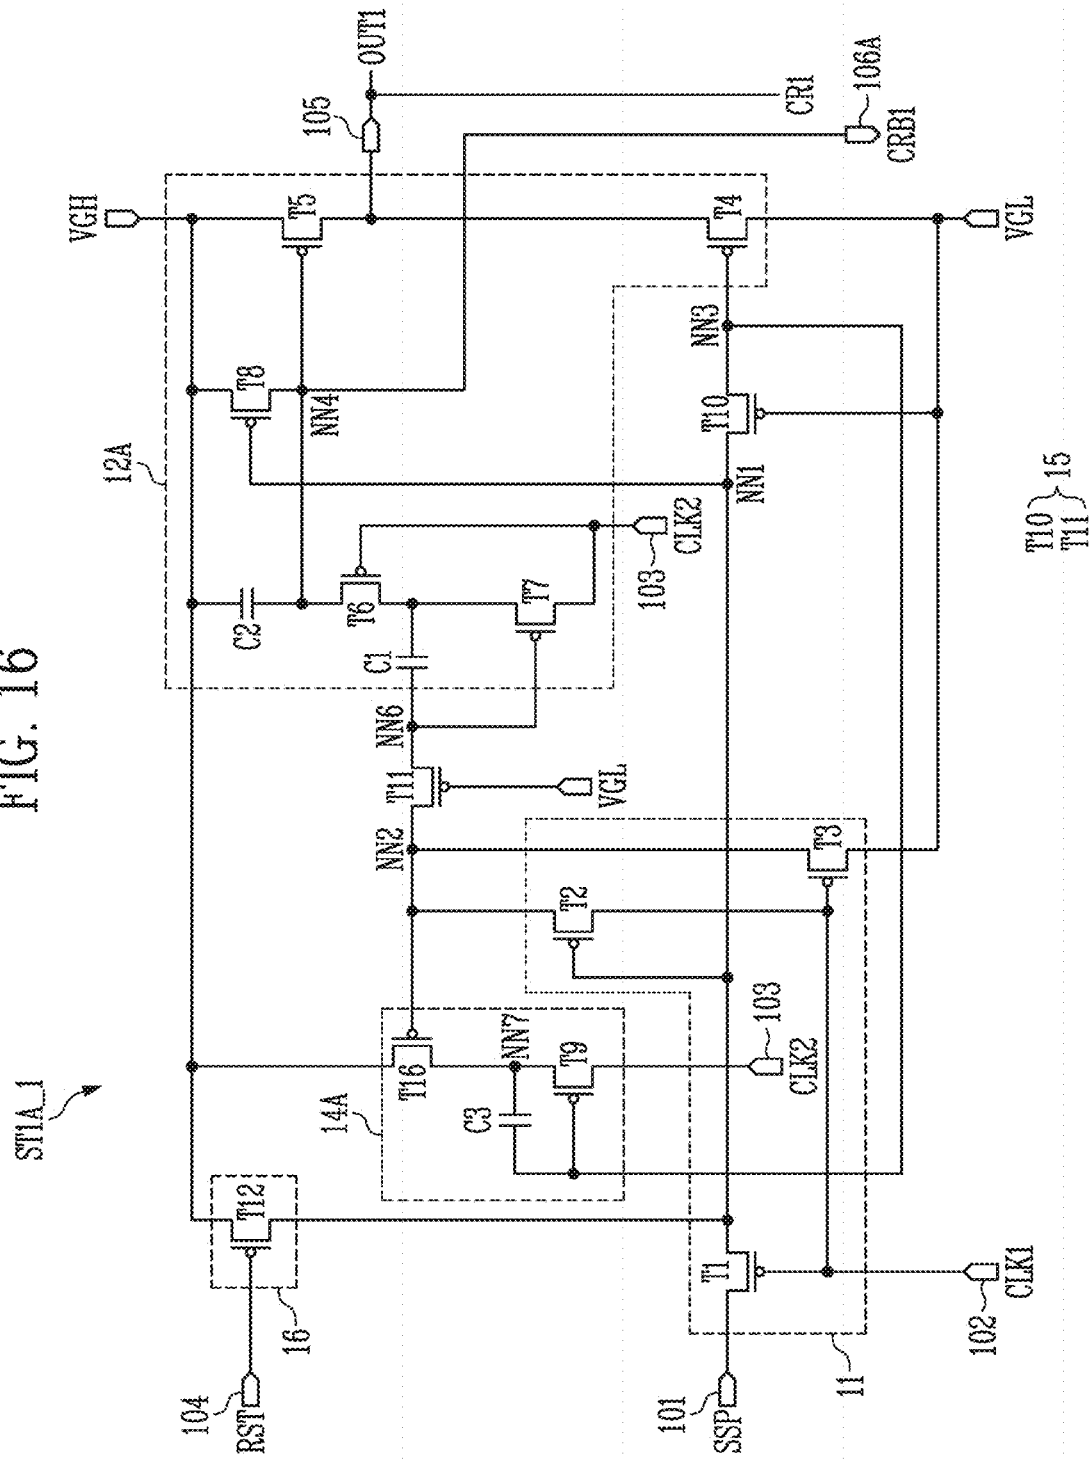 FIG. 16
ST1A_1
VGH
12A
105
OUT1
T5
T8
NN4
C2
T6
C1
T7
103
CLK2
CR1
106A
CRB1
T4
NN3
VGL
T10
NN1
NN6
T11
NN2
VGL
T2
T3
14A
T16
NN7
C3
T9
103
CLK2
T12
16
104
RST
T1
101
SSP
11
102
CLK1
T10
T11
15